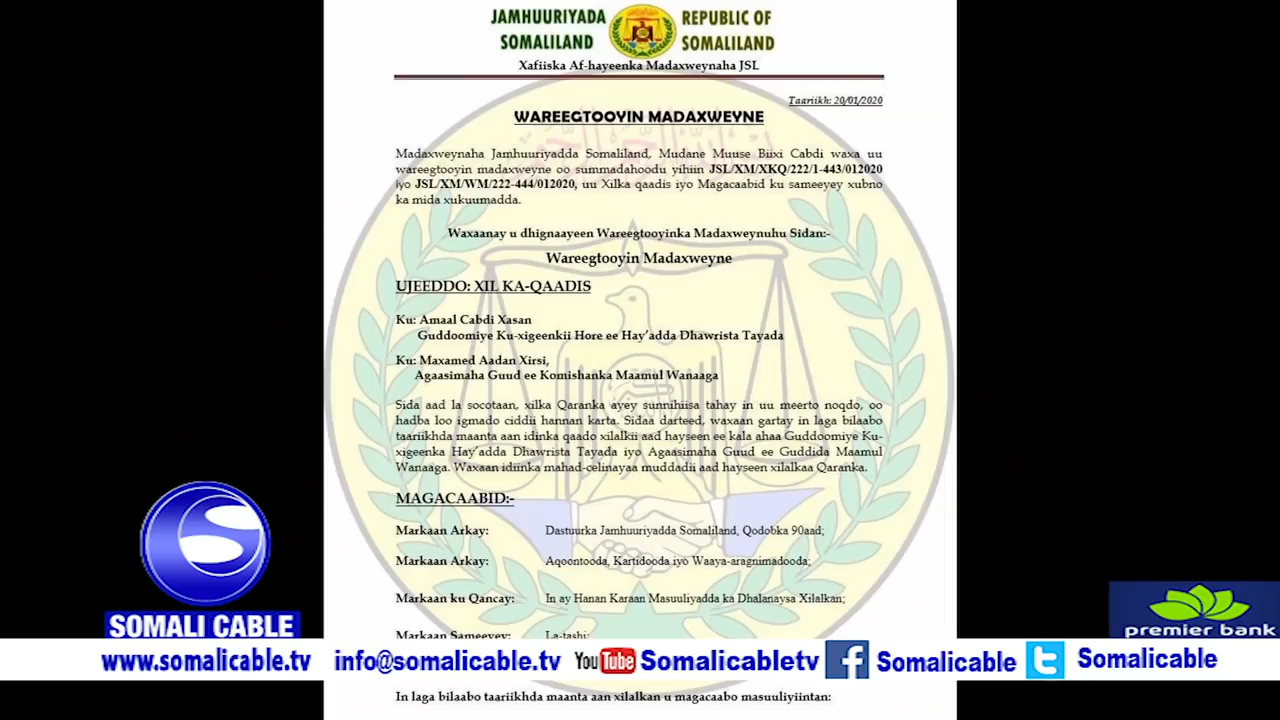 JAMHUURIYADA
SOMALILAND
REPUBLIC OF
SOMALILAND
Xafiiska Af-hayeenka Madaxweynaha JSL
Taariikh: 20/01/2020
WAREEGTOOYIN MADAXWEYNE
Madaxweynaha Jamhuuriyadda Somaliland, Mudane Muuse Biixi Cabdi waxa uu
wareegtooyin madaxweyne oo summadahoodu yihiin JSL/XM/XKQ/222/1-443/012020
iyo JSL/XM/WM/222-444/012020, uu Xilka qaadis iyo Magacaabid ku sameeyey xubno
ka mida xukuumadda.
Waxaanay u dhignaayeen Wareegtooyinka Madaxweynuhu Sidan:-
Wareegtooyin Madaxweyne
UJEEDDO: XIL KA-QAADIS
Ku: Amaal Cabdi Xasan
Guddoomiye Ku-xigeenkii Hore ee Hay'adda Dhawrista Tayada
Ku: Maxamed Aadan Xirsi,
Agaasimaha Guud ee Komishanka Maamul Wanaaga
Sida aad la socotaan, xilka Qaranka ayey sunnihiisa tahay in uu meerto noqdo, oo
hadba loo igmado ciddii hannan karta. Sidaa darteed, waxaan gartay in laga bilaabo
taariikhda maanta aan idinka qaado xilalkii aad hayseen ee kala ahaa Guddoomiye Ku-
xigeenka Hay'adda Dhawrista Tayada iyo Agaasimaha Guud ee Guddida Maamul
Wanaaga. Waxaan idiinka mahad-celinayaa muddadii aad hayseen xilalkaa Qaranka.
MAGACAABID:-
Markaan Arkay: Dastuurka Jamhuuriyadda Somaliland, Qodobka 90aad;
Markaan Arkay: Aqoontooda, Kartidooda iyo Waaya-aragnimadooda;
Markaan ku Qancay: In ay Hanan Karaan Masuuliyadda ka Dhalanaysa Xilalkan;
Markaan Sameeyey: La-tashi;
In laga bilaabo taariikhda maanta aan xilalkan u magacaabo masuuliyiintan:
SOMALI CABLE
premier bank
www.somalicable.tv info@somalicable.tv YouTube Somalicabletv f Somalicable Somalicable